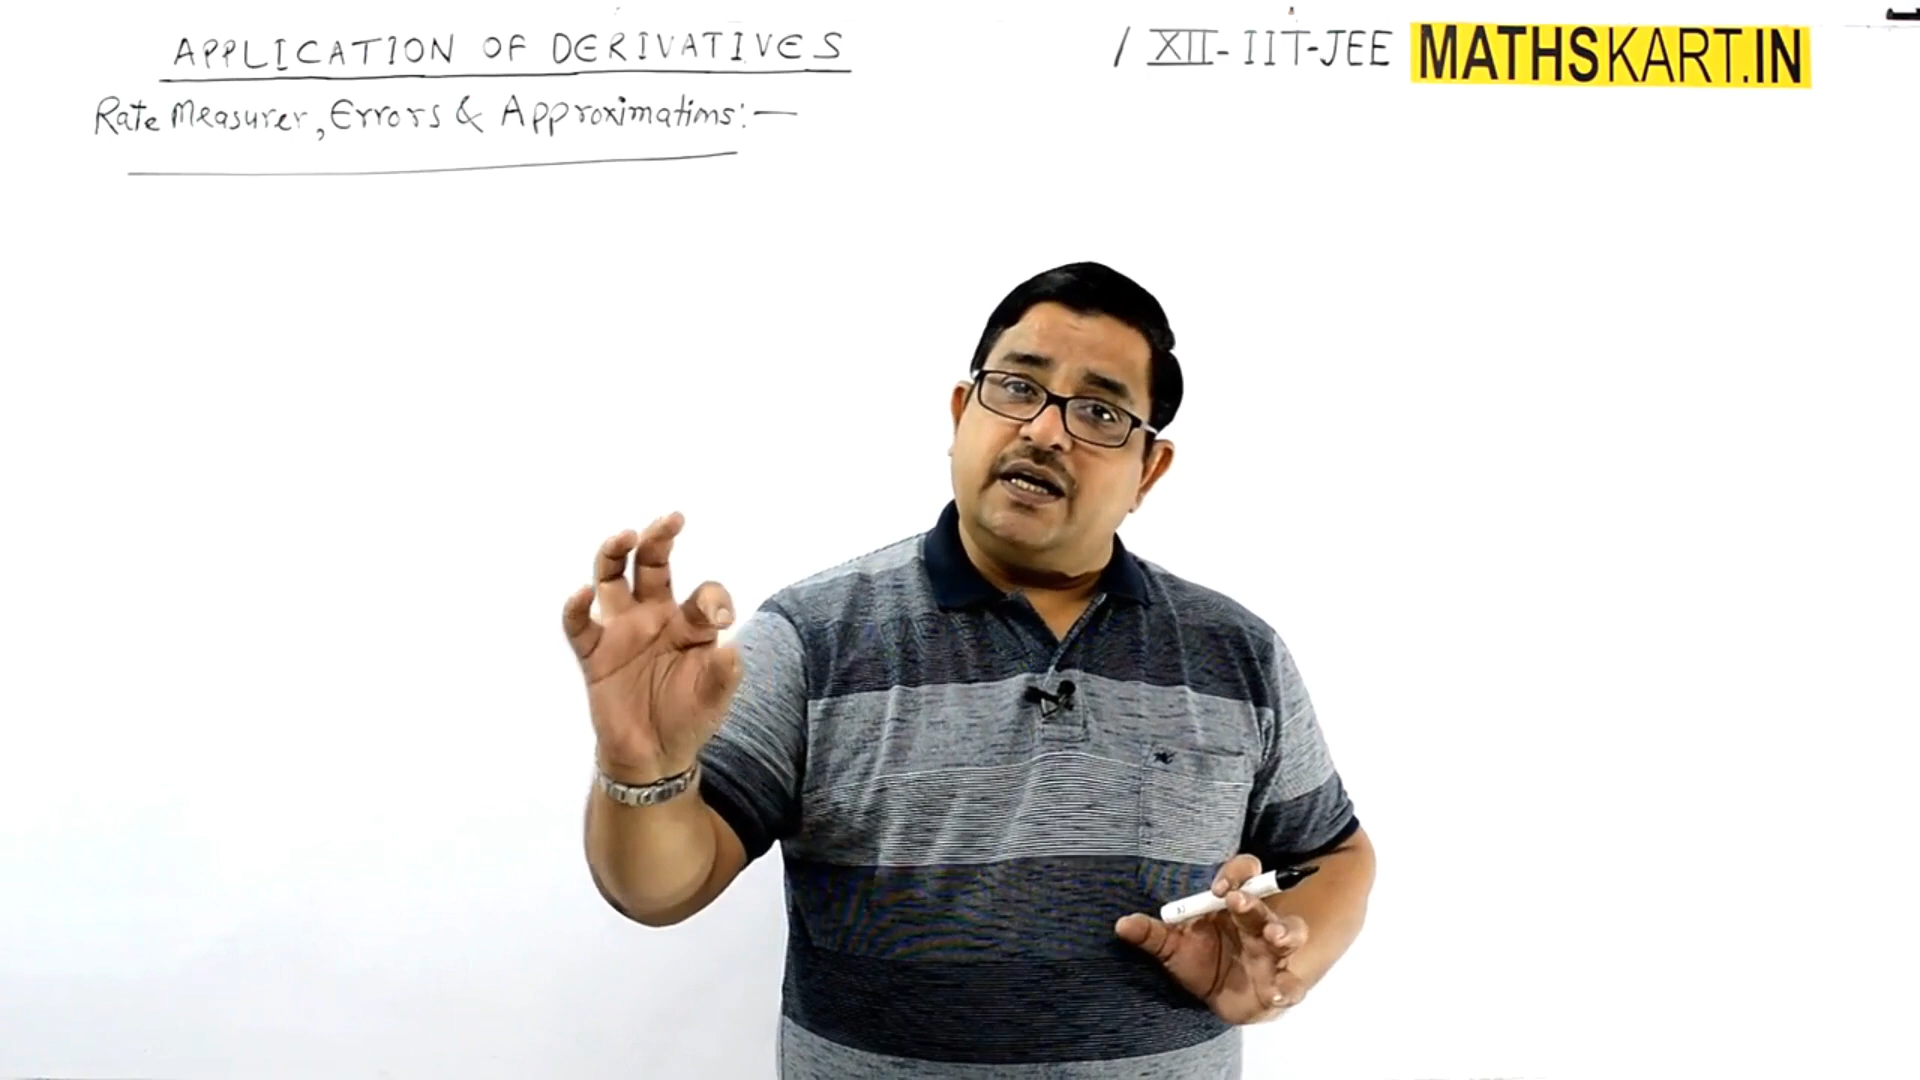 APPLICATION OF DERIVATIVES / XII-IIT-JEE MATHSKART.IN
Rate Measurer, Errors & Approximations:—